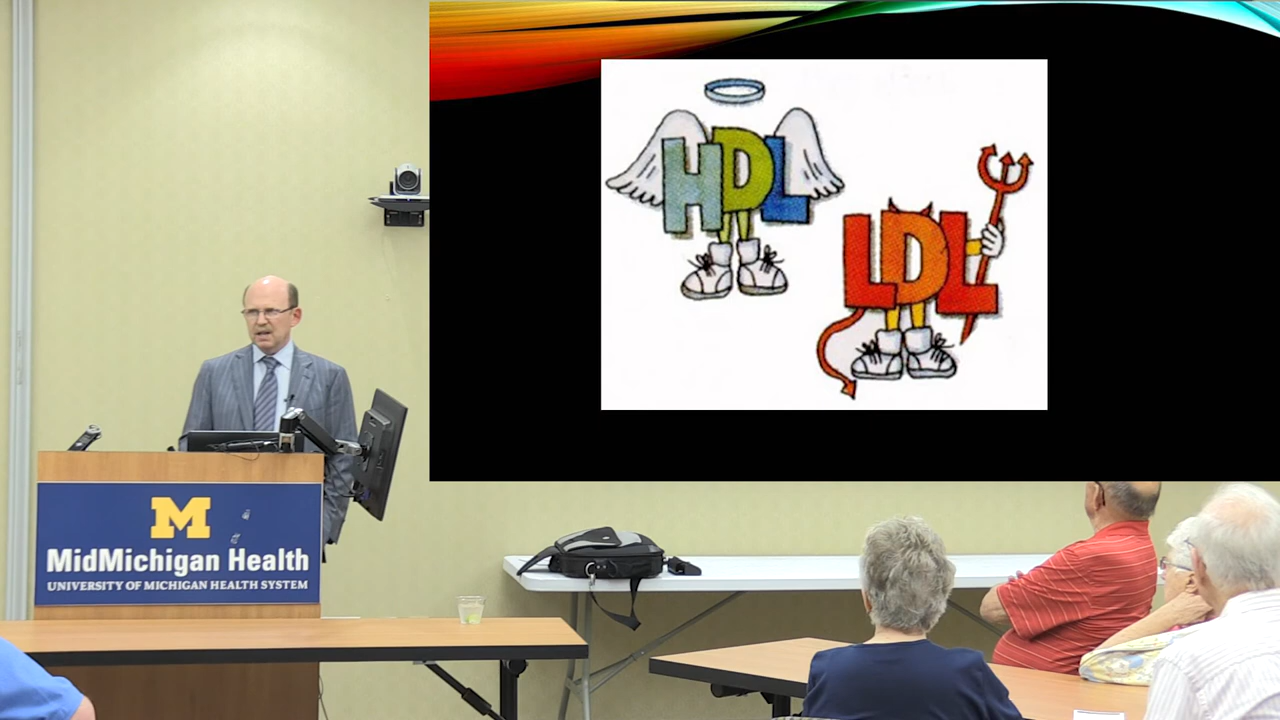 HDL
LDL
M
MidMichigan Health
UNIVERSITY OF MICHIGAN HEALTH SYSTEM